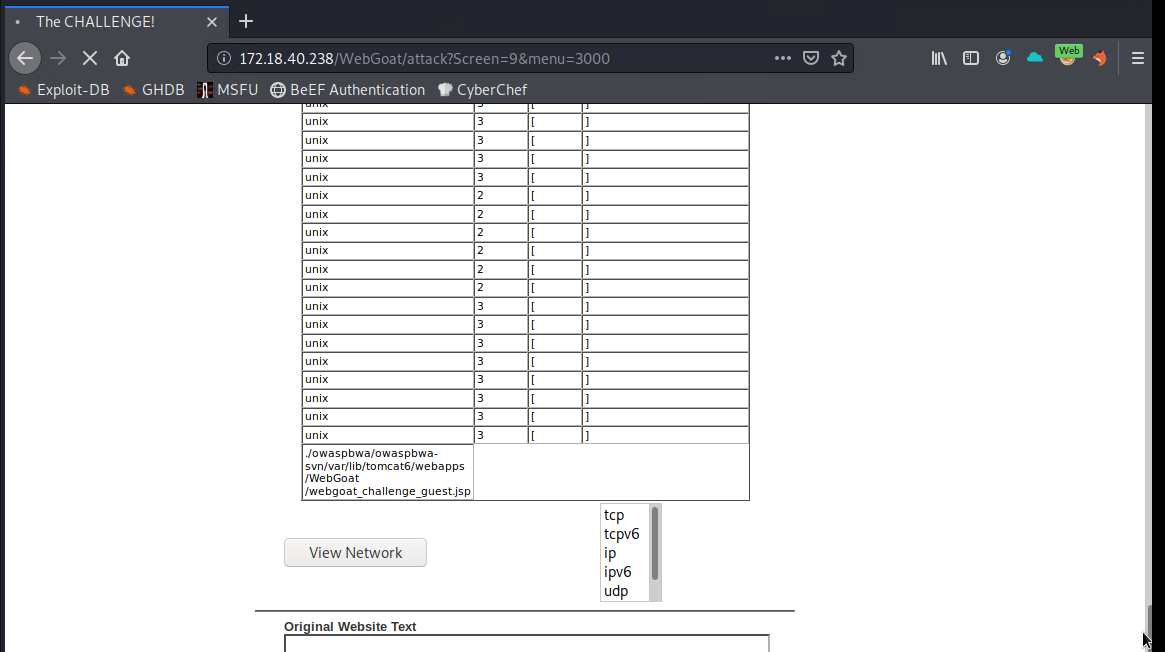 The CHALLENGE!
172.18.40.238/WebGoat/attack?Screen=9&menu=3000
Web
Exploit-DB GHDB MSFU BeEF Authentication CyberChef
unix 3 [ ]
unix 3 [ ]
unix 3 [ ]
unix 3 [ ]
unix 3 [ ]
unix 2 [ ]
unix 2 [ ]
unix 2 [ ]
unix 2 [ ]
unix 2 [ ]
unix 2 [ ]
unix 3 [ ]
unix 3 [ ]
unix 3 [ ]
unix 3 [ ]
unix 3 [ ]
unix 3 [ ]
unix 3 [ ]
unix 3 [ ]
./owaspbwa/owaspbwa-
svn/var/lib/tomcat6/webapps
/WebGoat
/webgoat_challenge_guest.jsp
tcp
tcpv6
View Network
ip
ipv6
udp
Original Website Text